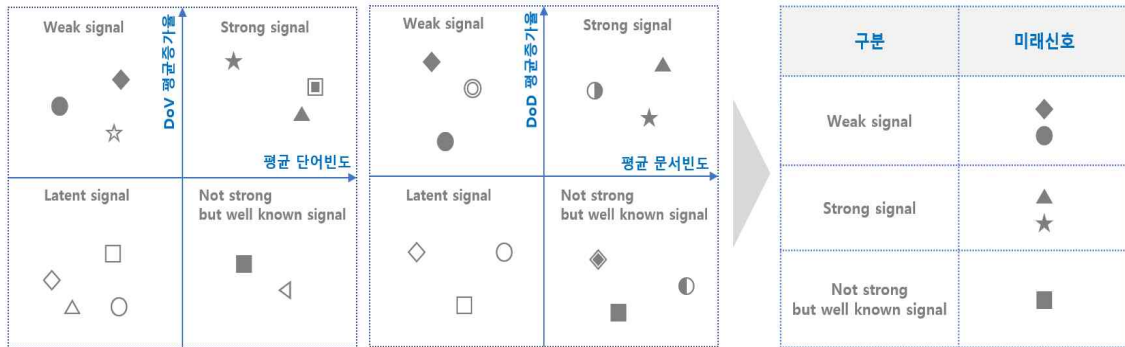 Weak signal
Strong signal
DoV 평균증가율
평균 단어빈도
Latent signal
Not strong
but well known signal
Weak signal
Strong signal
DoD 평균증가율
평균 문서빈도
Latent signal
Not strong
but well known signal
구분
미래신호
Weak signal
Strong signal
Not strong
but well known signal